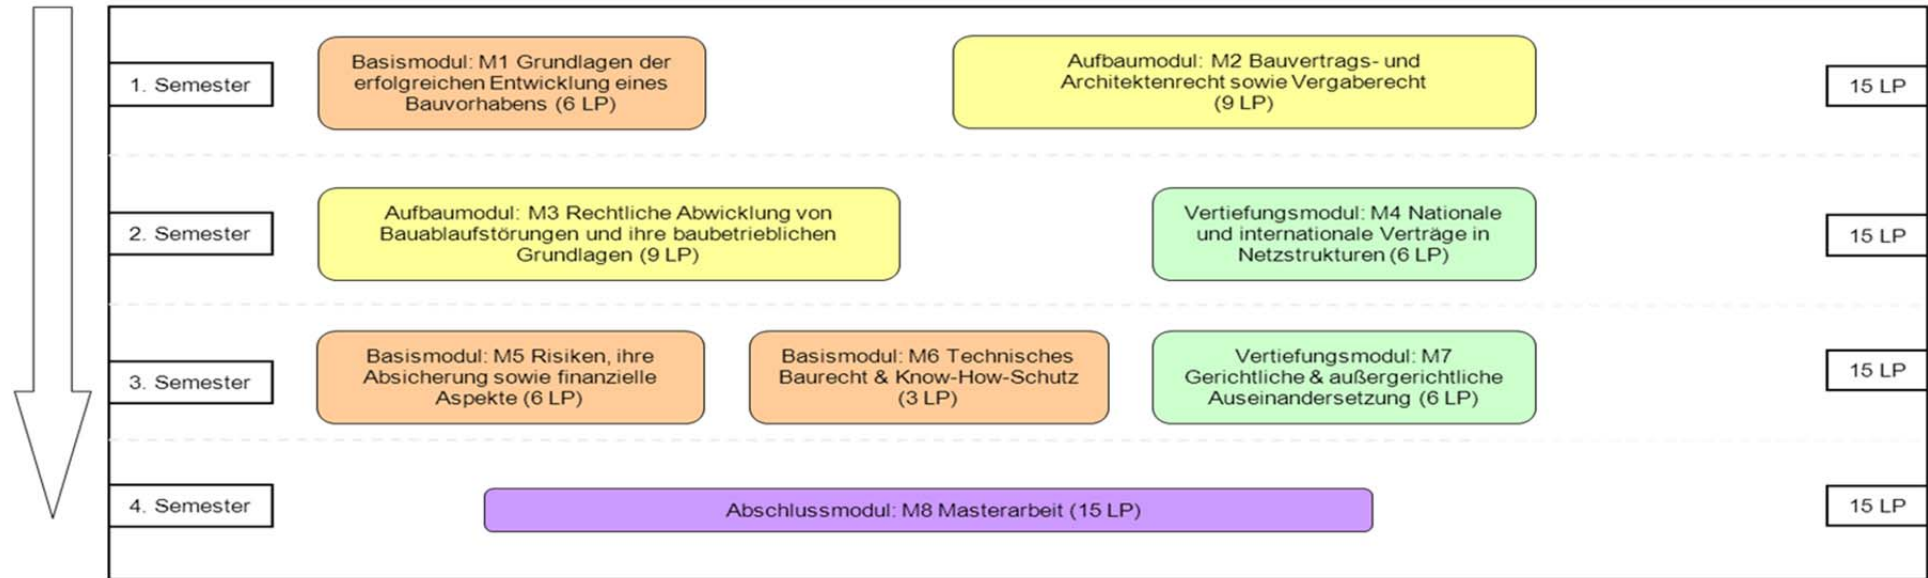 1. Semester
Basismodul: M1 Grundlagen der
erfolgreichen Entwicklung eines
Bauvorhabens (6 LP)
Aufbaumodul: M2 Bauvertrags- und
Architektenrecht sowie Vergaberecht
(9 LP)
15 LP
2. Semester
Aufbaumodul: M3 Rechtliche Abwicklung von
Bauablaufstörungen und ihre baubetrieblichen
Grundlagen (9 LP)
Vertiefungsmodul: M4 Nationale
und internationale Verträge in
Netzstrukturen (6 LP)
15 LP
3. Semester
Basismodul: M5 Risiken, ihre
Absicherung sowie finanzielle
Aspekte (6 LP)
Basismodul: M6 Technisches
Baurecht & Know-How-Schutz
(3 LP)
Vertiefungsmodul: M7
Gerichtliche & außergerichtliche
Auseinandersetzung (6 LP)
15 LP
4. Semester
Abschlussmodul: M8 Masterarbeit (15 LP)
15 LP